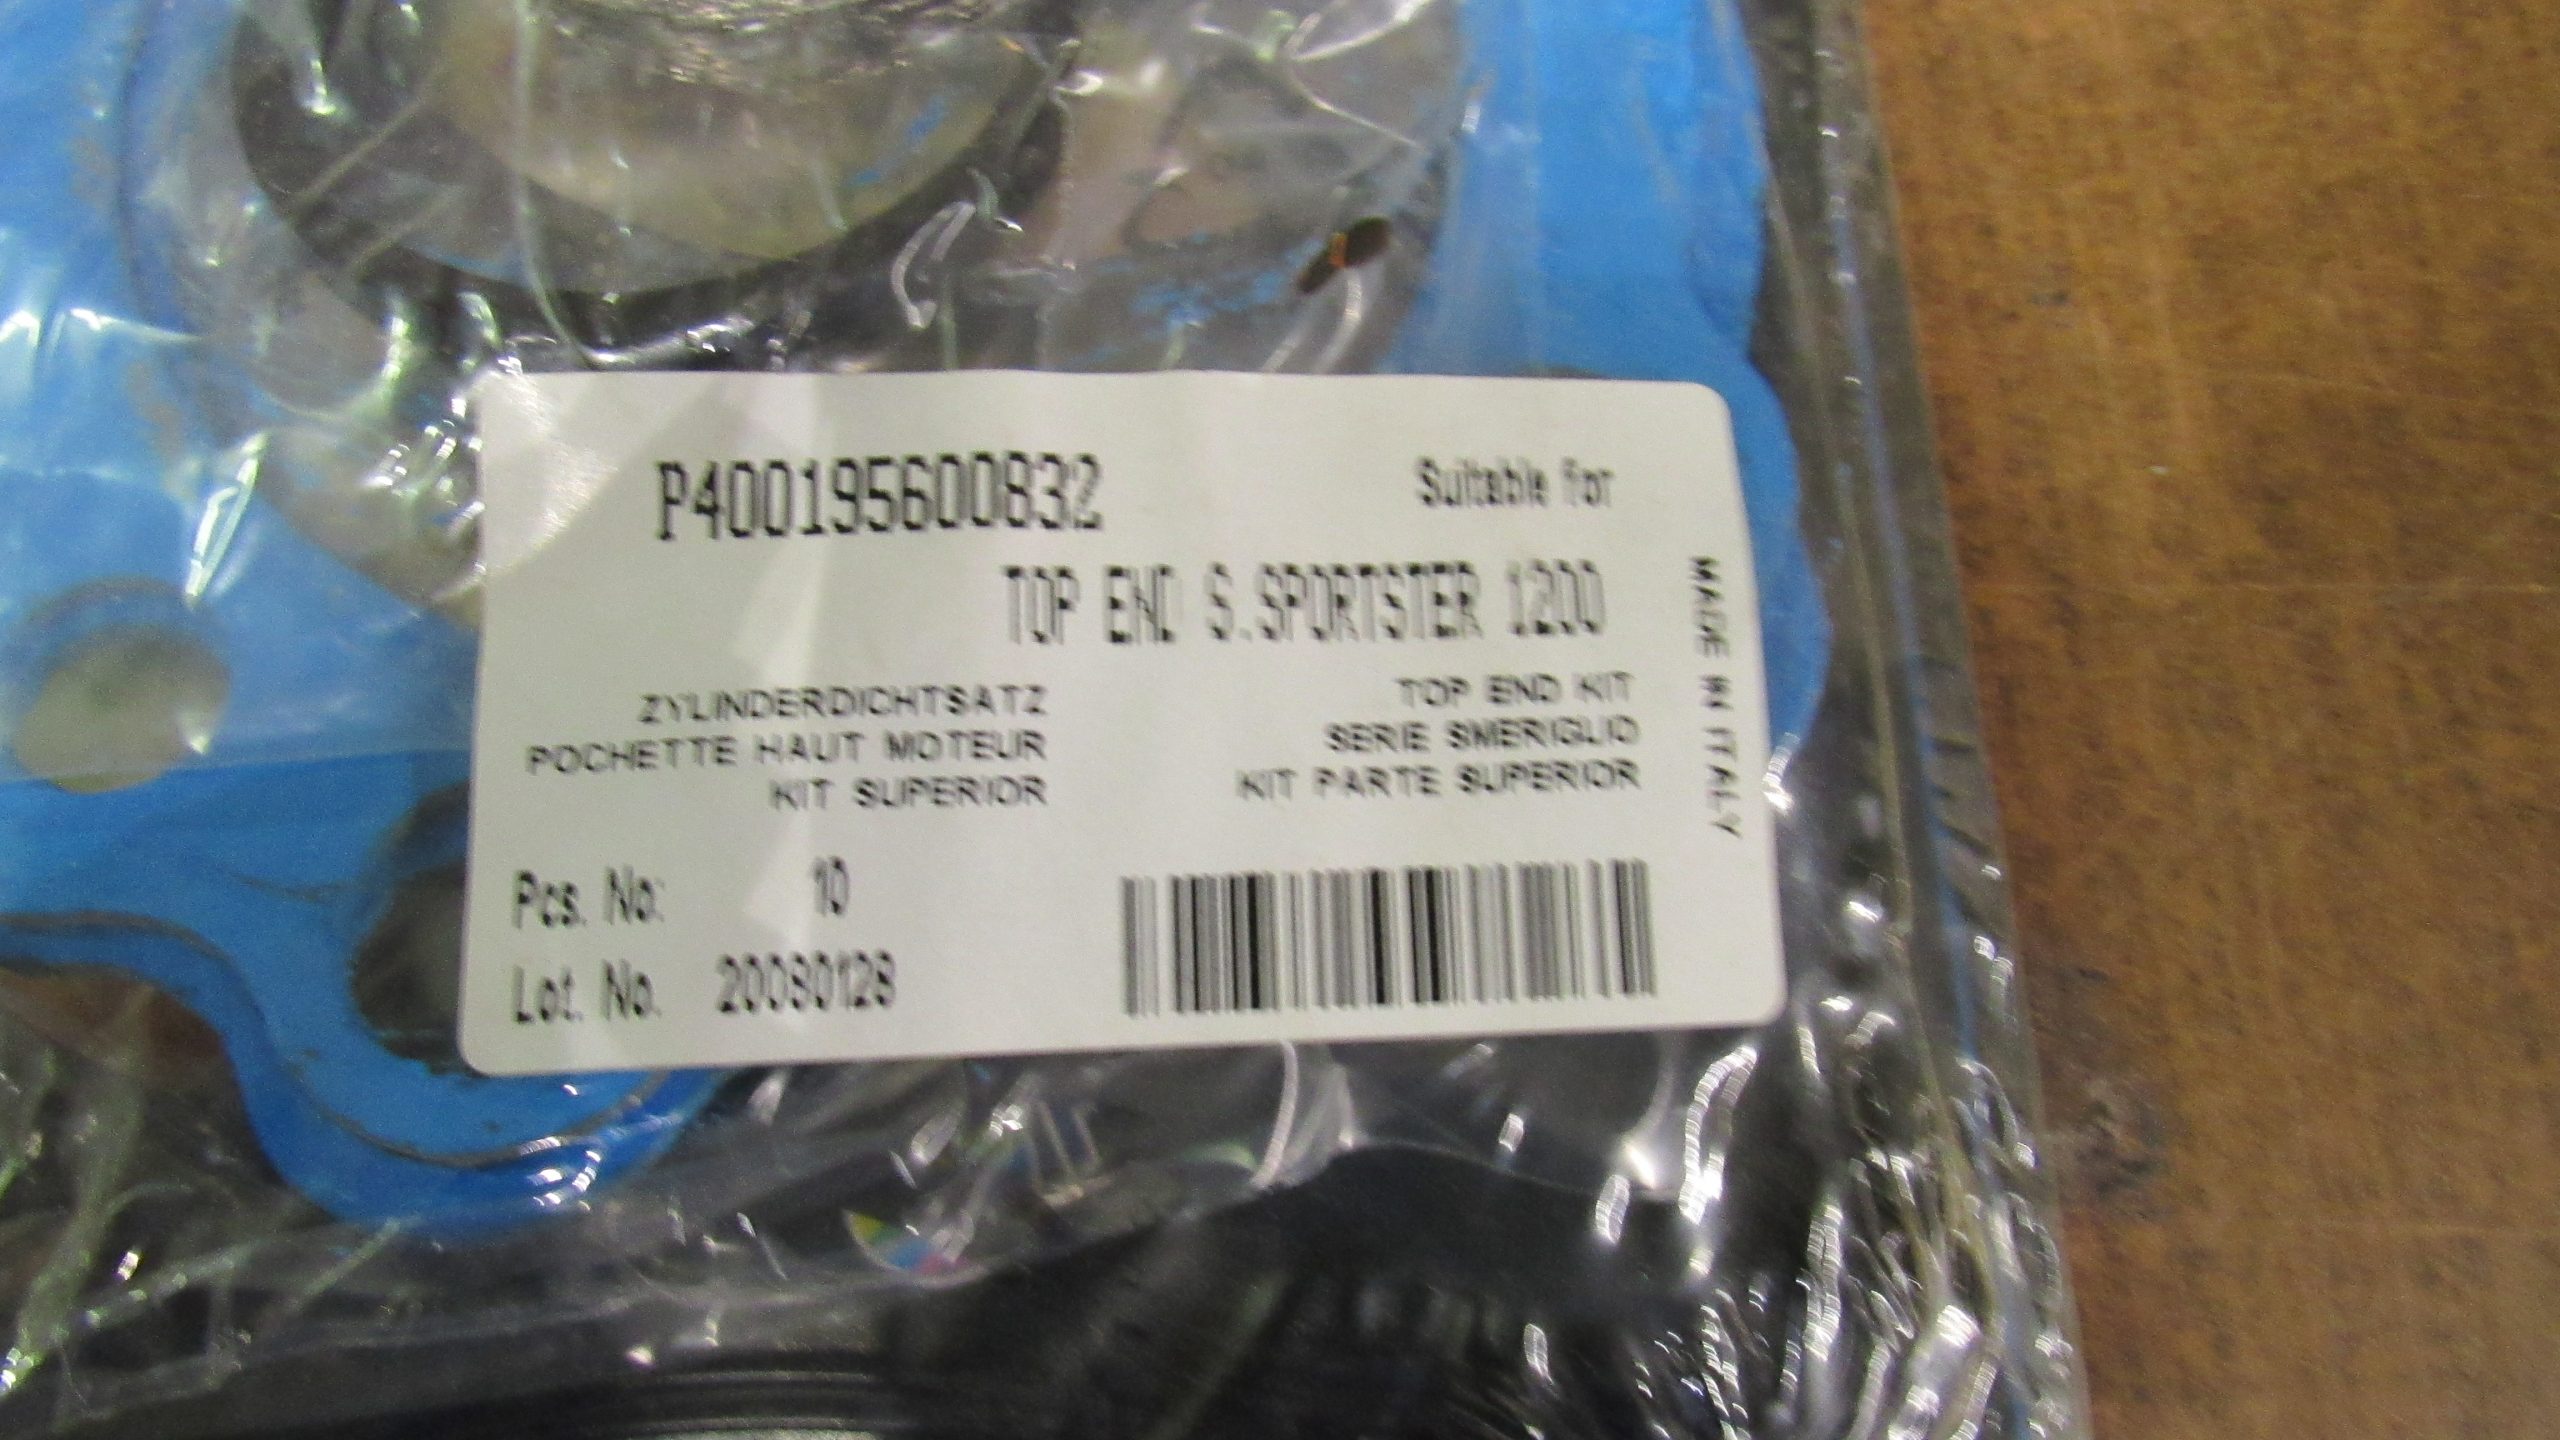 P400195600832
Suitable for
TOP END S.SPORTSTER 1200
ZYLINDERDICHTSATZ
POCHETTE HAUT MOTEUR
KIT SUPERIOR
TOP END KIT
SERIE SMERIGLIO
KIT PARTE SUPERIOR
MADE IN ITALY
Pcs. No: 10
Lot. No. 20080128